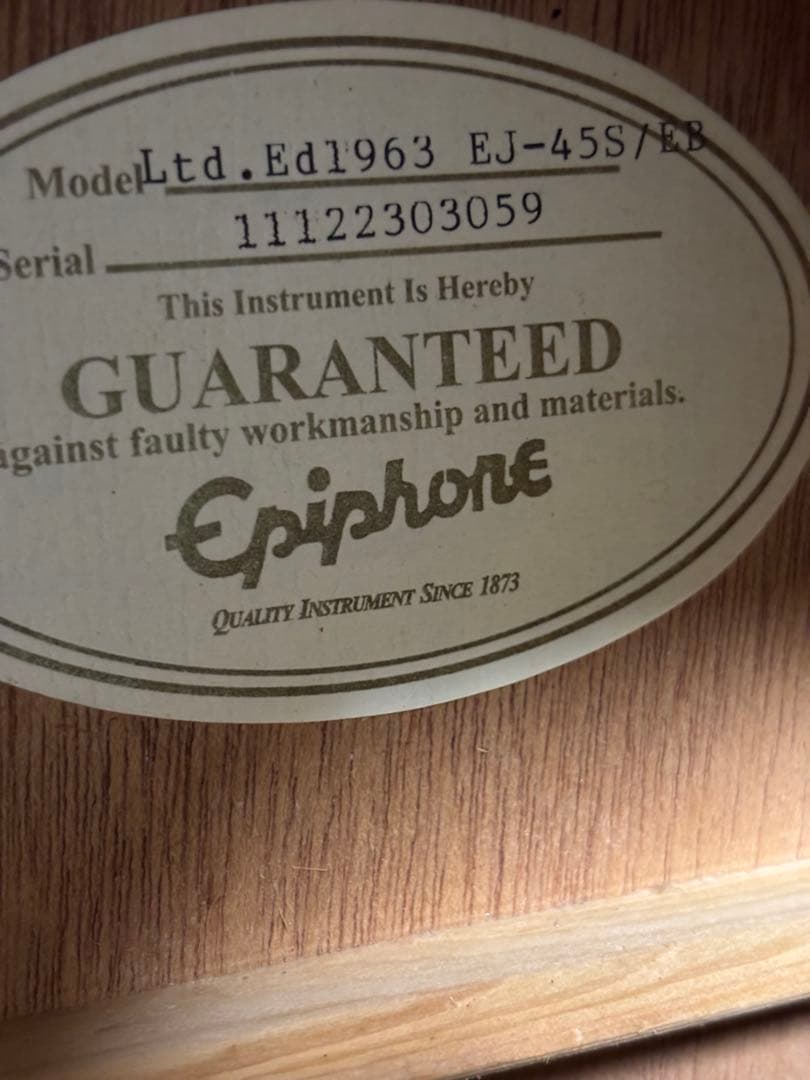 Model Ltd.Ed1963 EJ-45S/EB
Serial 11122303059
This Instrument Is Hereby
GUARANTEED
against faulty workmanship and materials.
Epiphone
QUALITY INSTRUMENT SINCE 1873